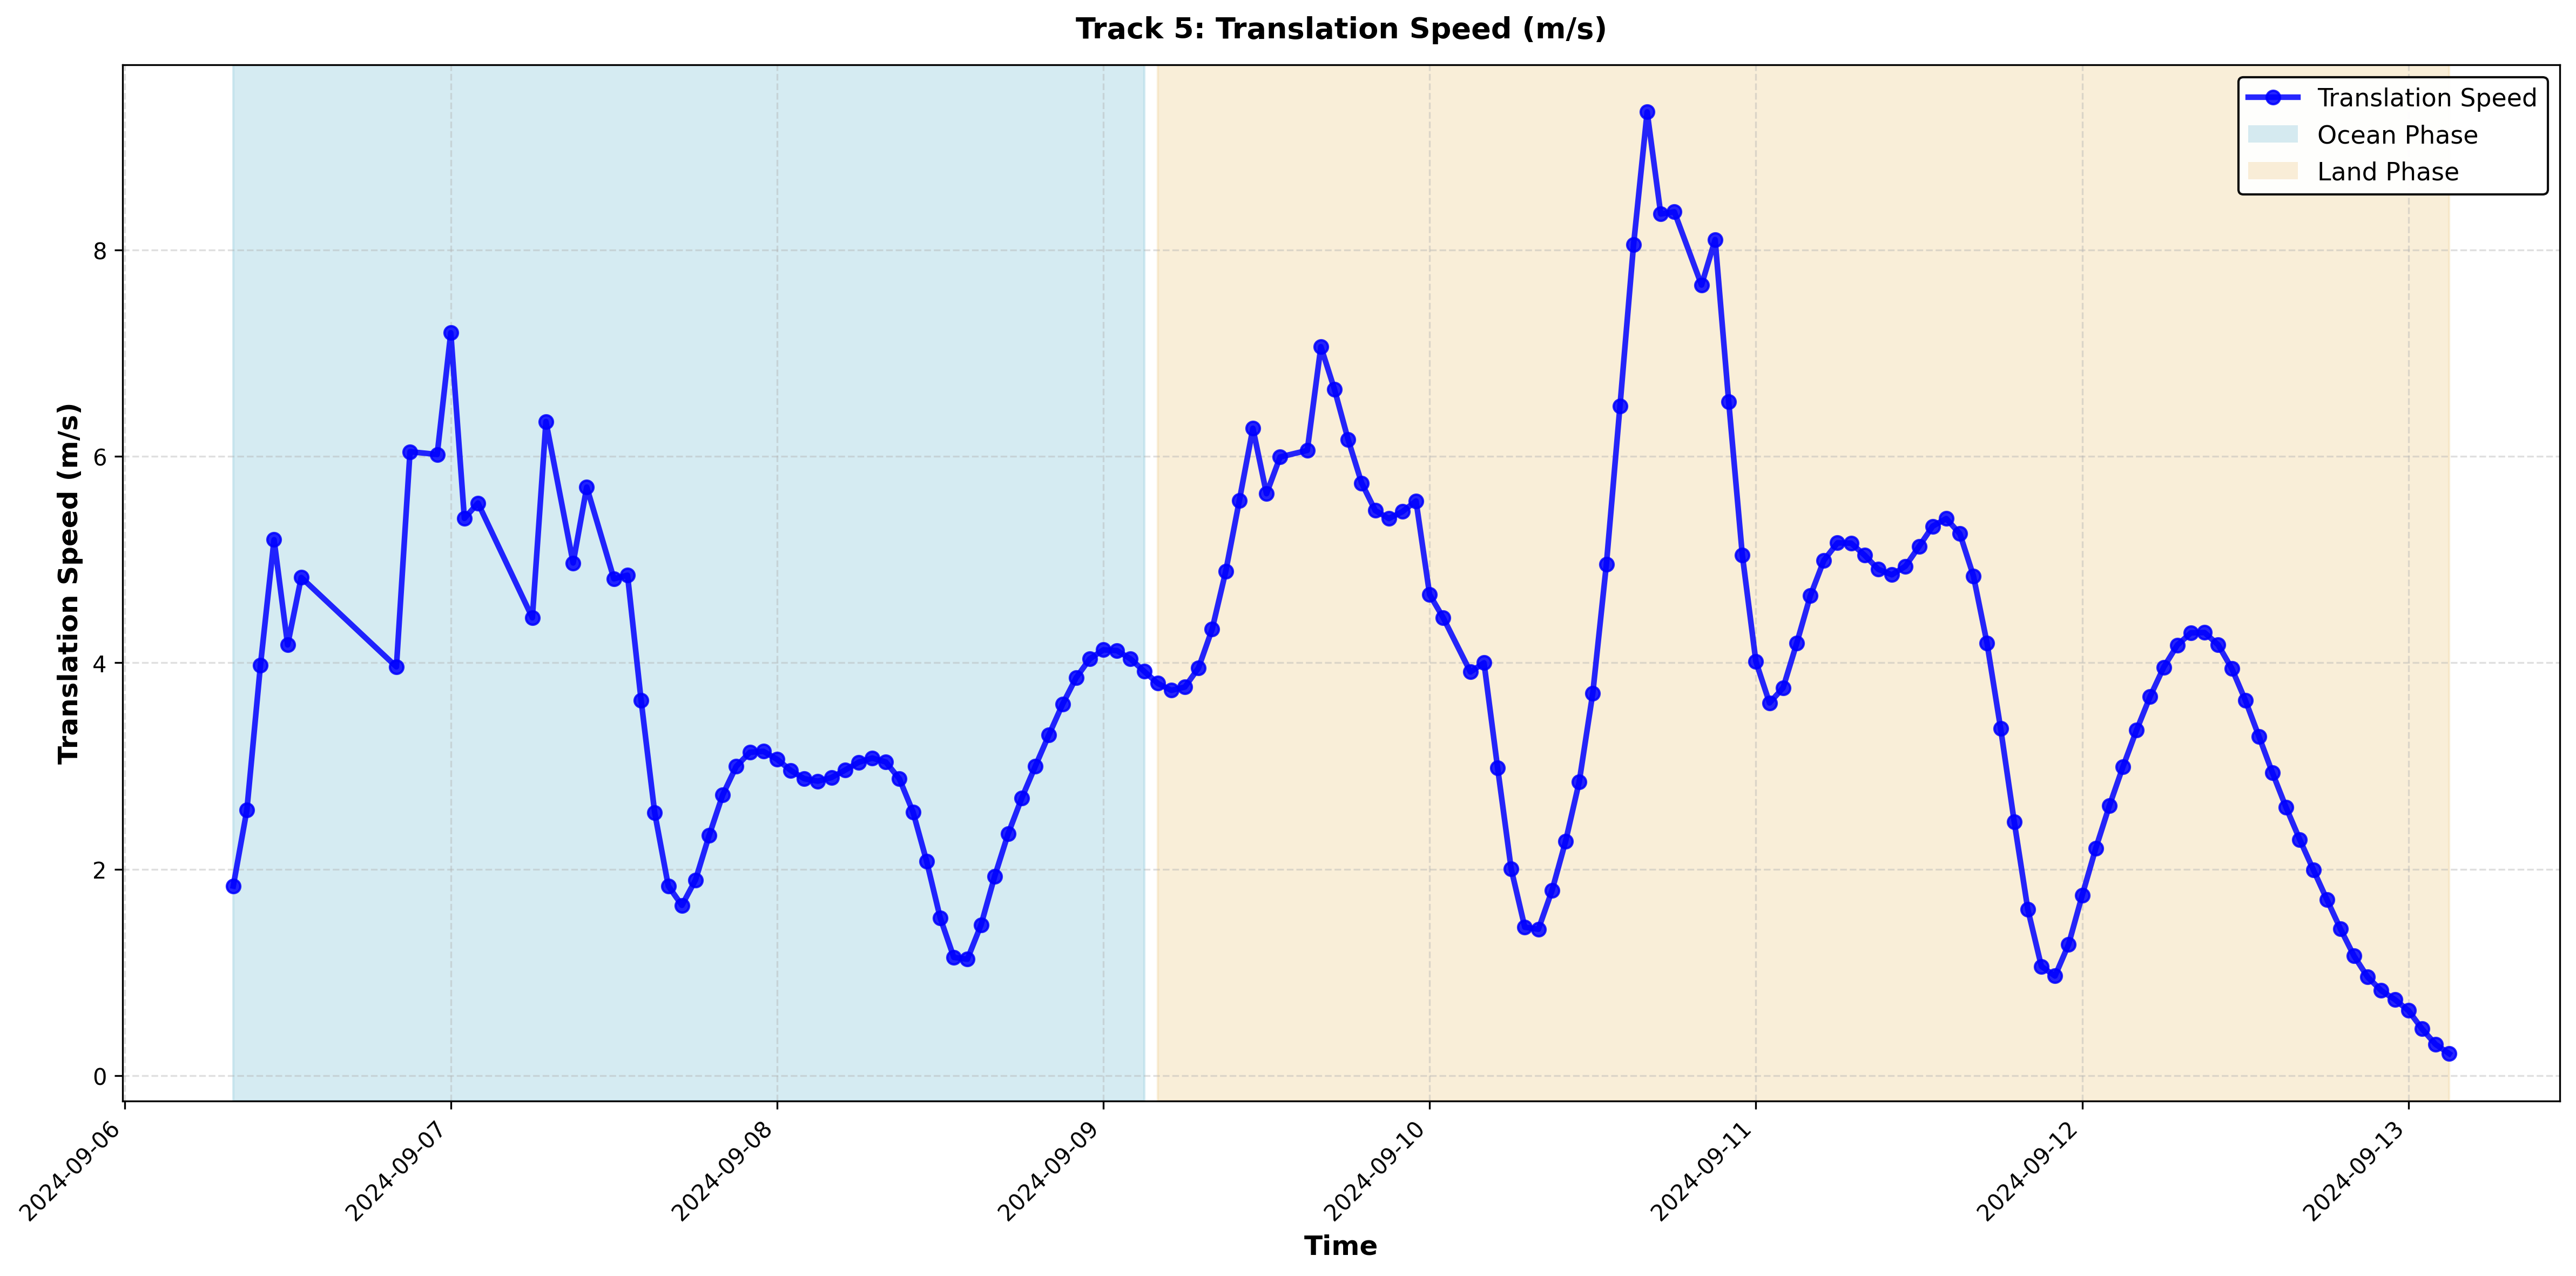 Track 5: Translation Speed (m/s)
Translation Speed
Ocean Phase
Land Phase
Translation Speed (m/s)
8
6
4
2
0
2024-09-06
2024-09-07
2024-09-08
2024-09-09
2024-09-10
2024-09-11
2024-09-12
2024-09-13
Time